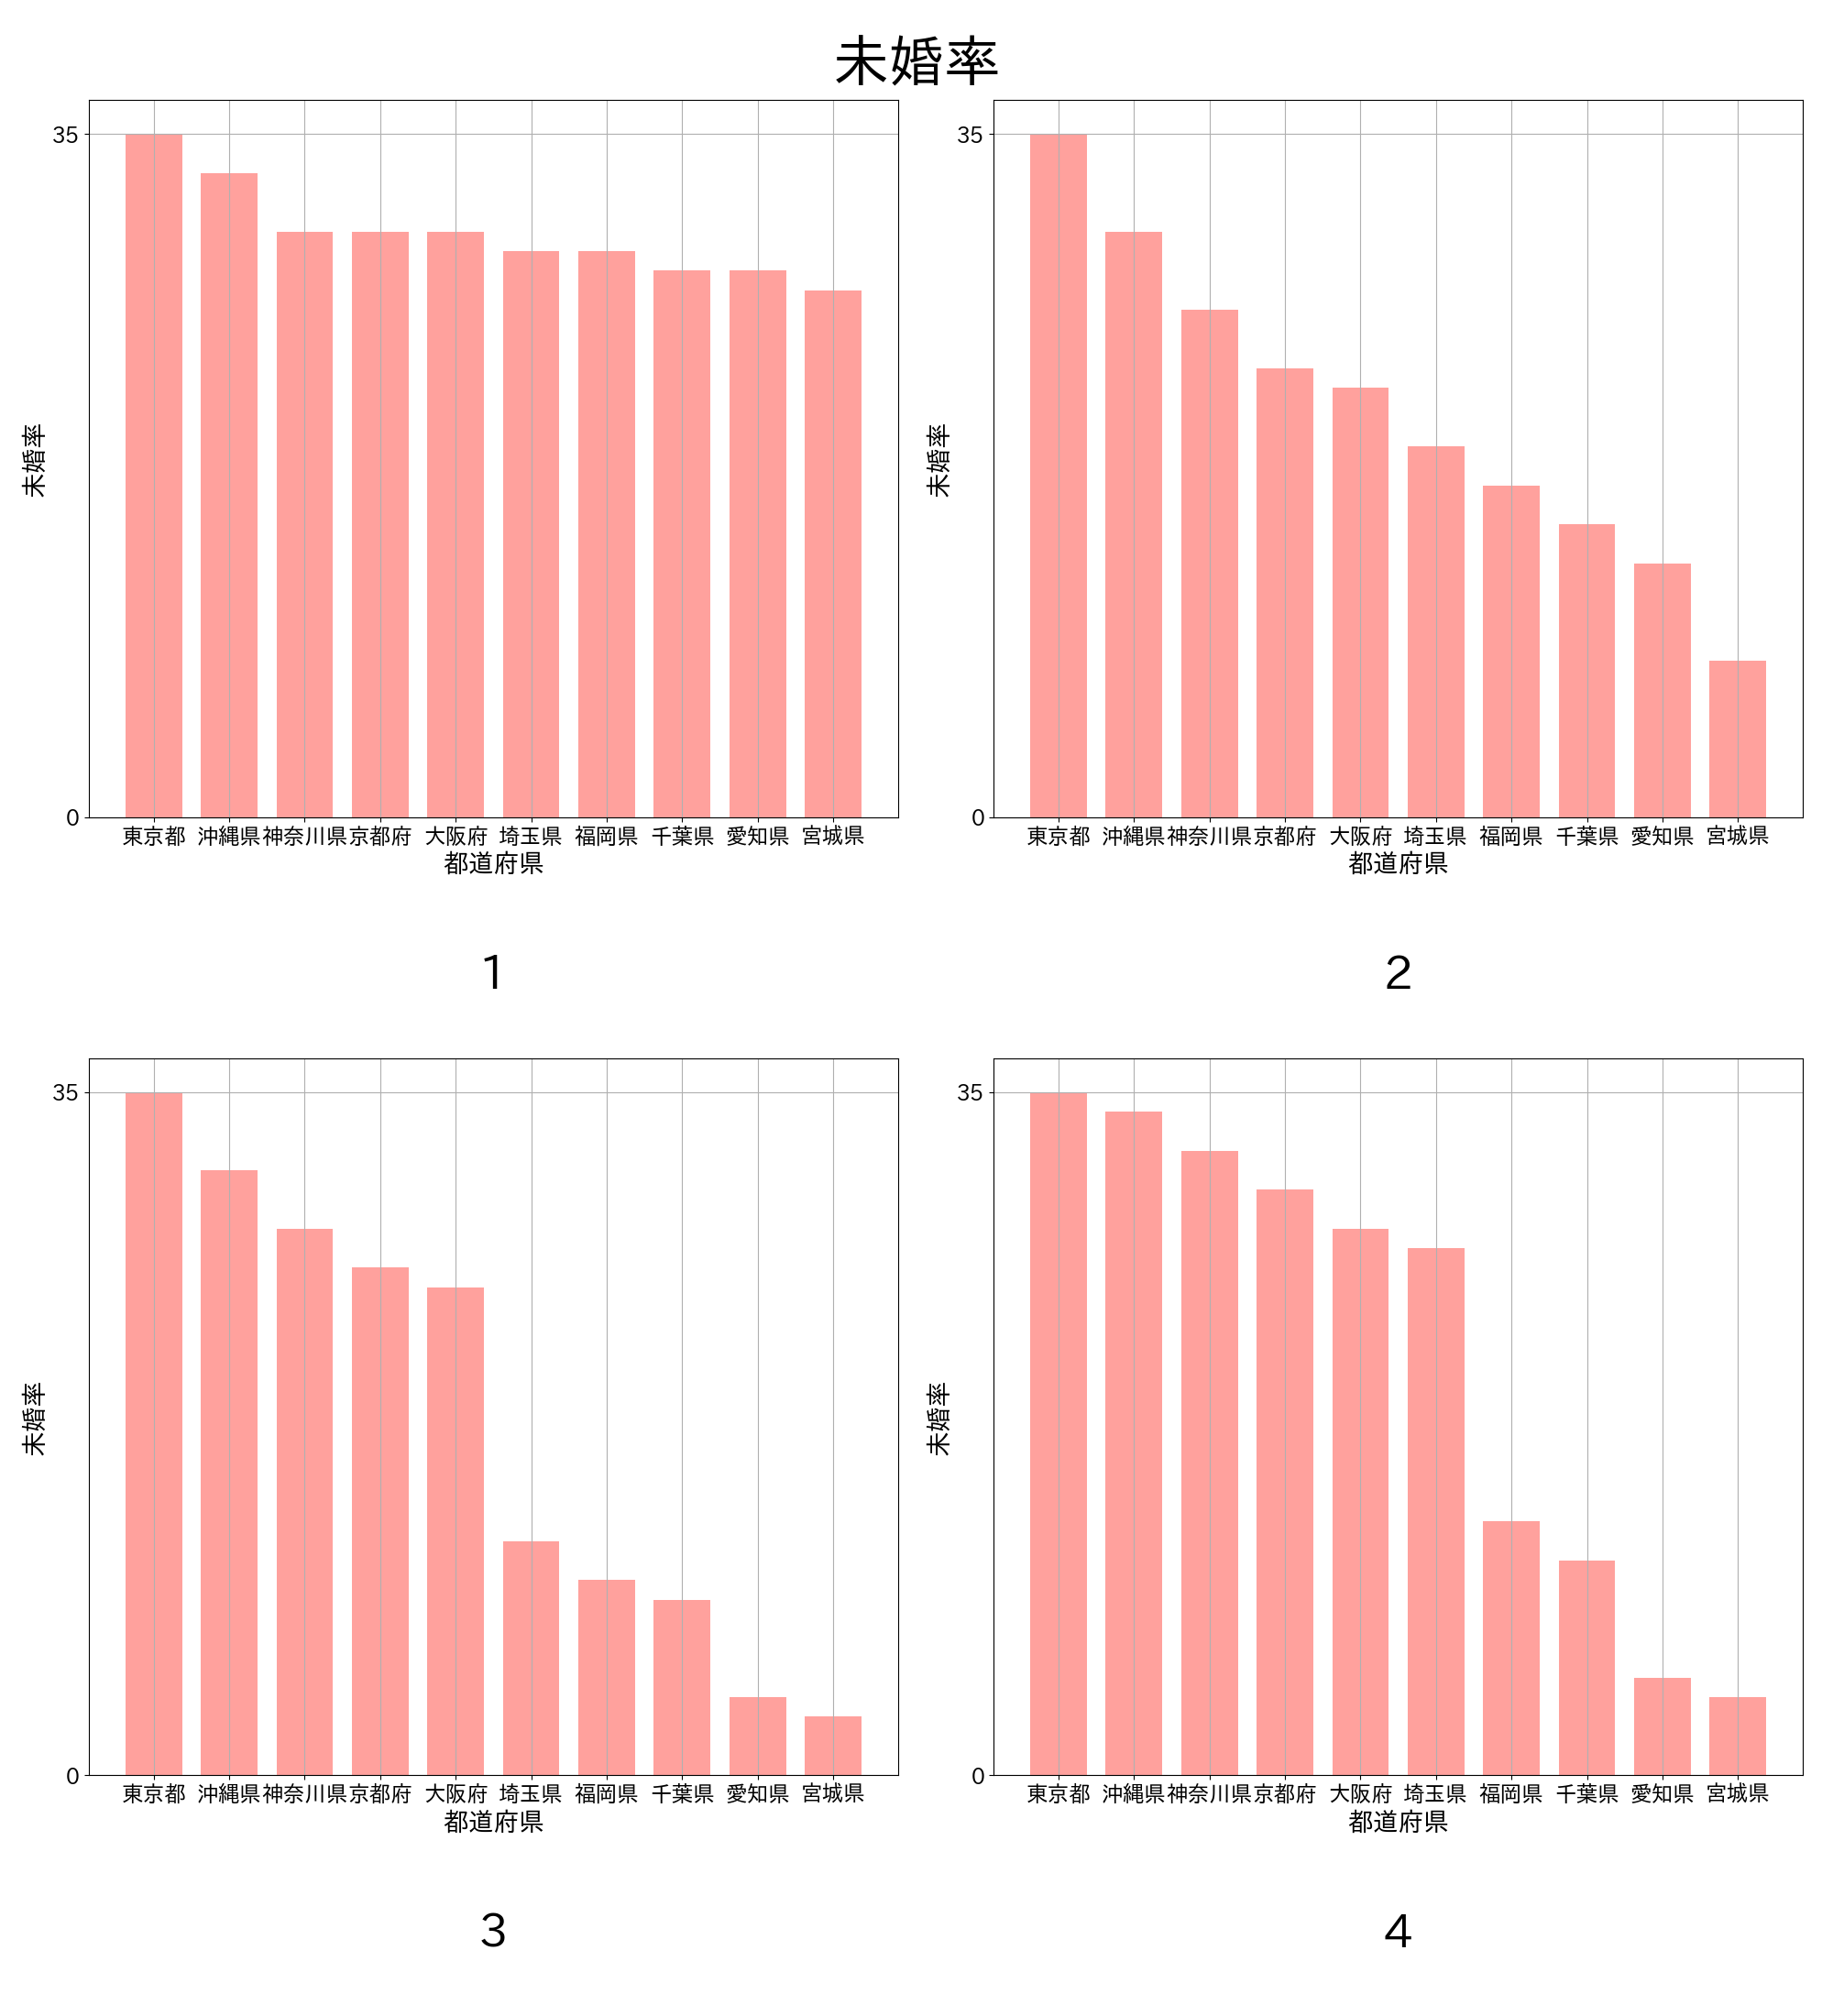 未婚率
35
0
未婚率
東京都 沖縄県 神奈川県 京都府 大阪府 埼玉県 福岡県 千葉県 愛知県 宮城県
都道府県
1
35
0
未婚率
東京都 沖縄県 神奈川県 京都府 大阪府 埼玉県 福岡県 千葉県 愛知県 宮城県
都道府県
2
35
0
未婚率
東京都 沖縄県 神奈川県 京都府 大阪府 埼玉県 福岡県 千葉県 愛知県 宮城県
都道府県
3
35
0
未婚率
東京都 沖縄県 神奈川県 京都府 大阪府 埼玉県 福岡県 千葉県 愛知県 宮城県
都道府県
4